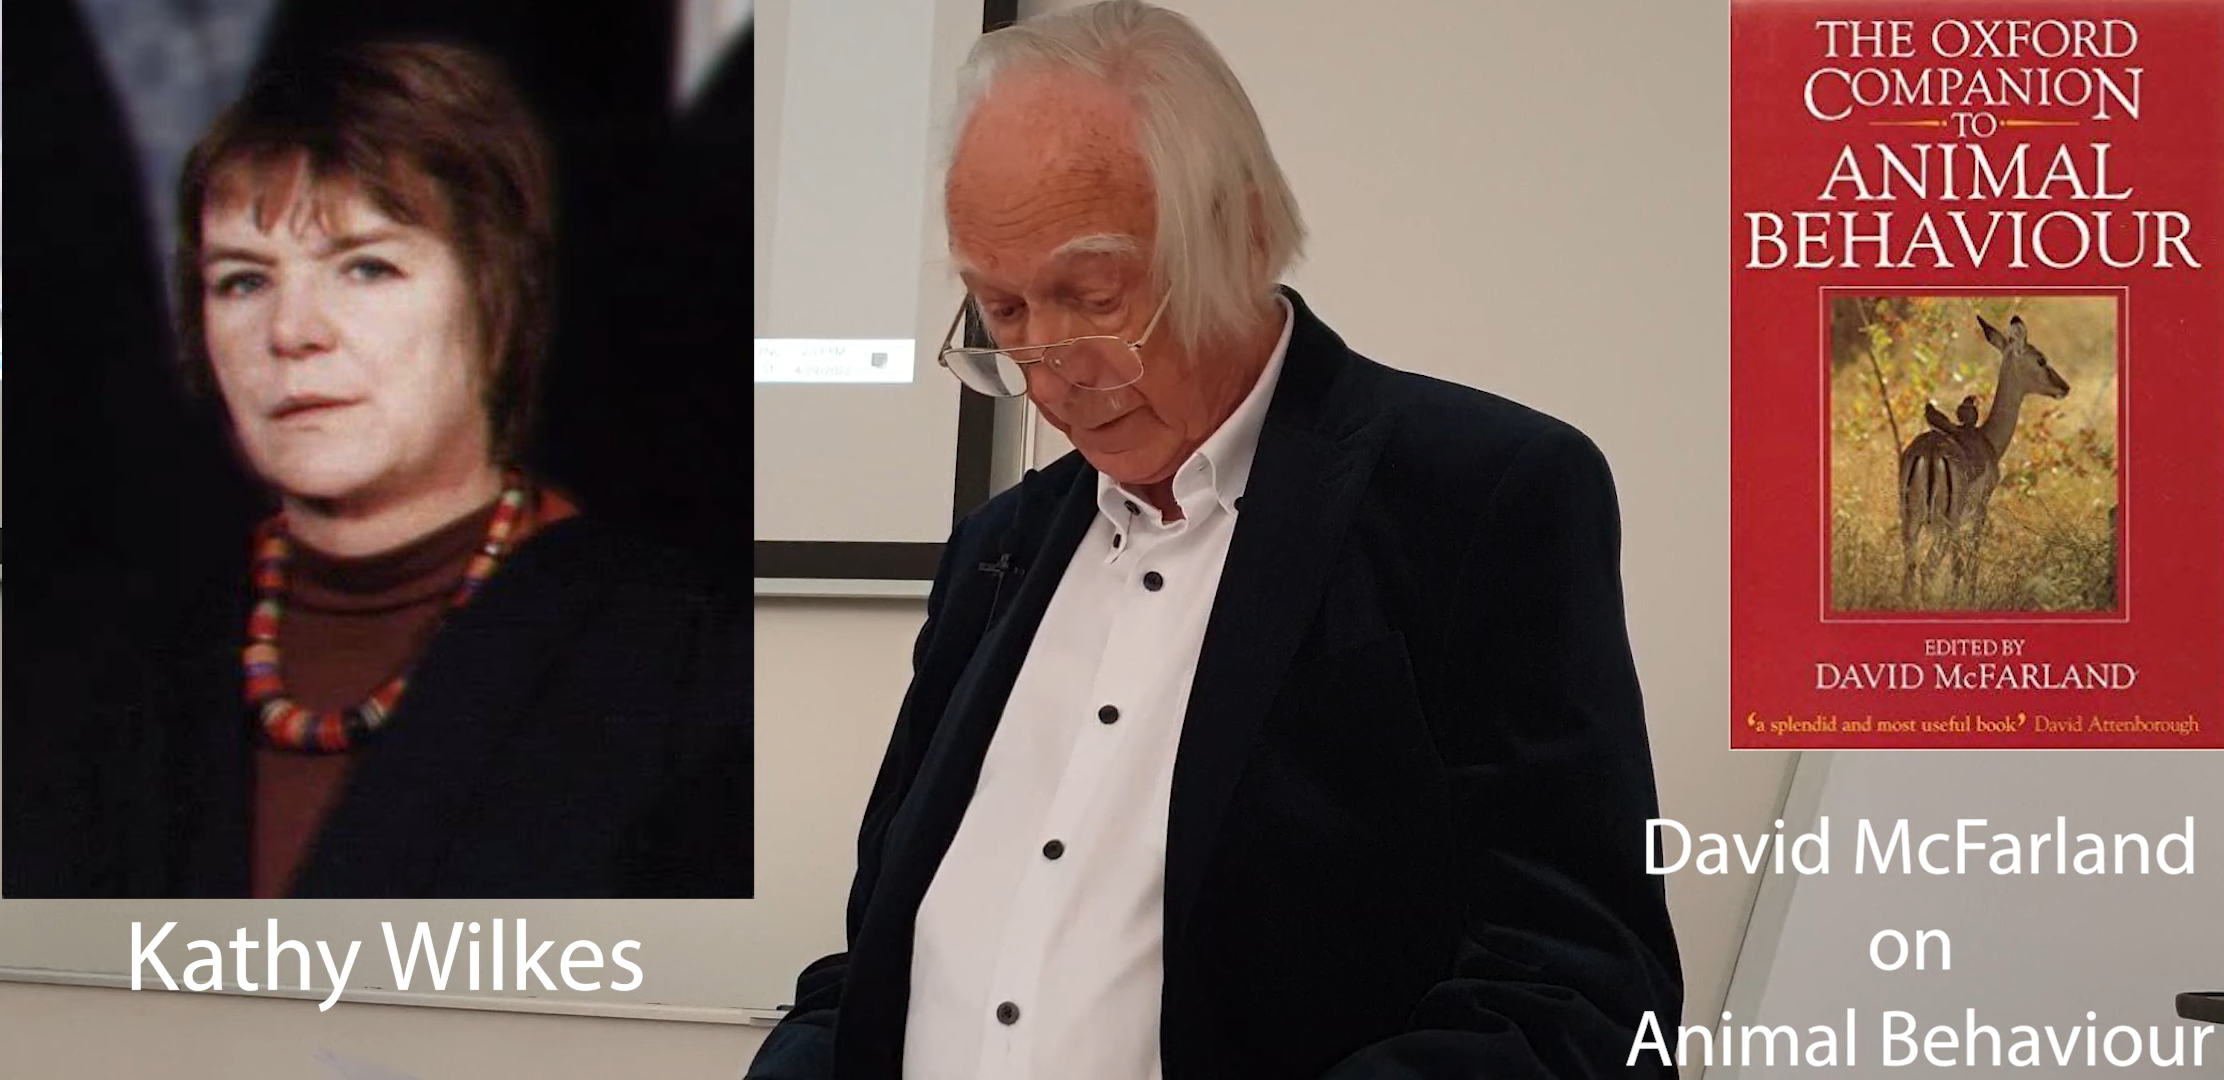 THE OXFORD
COMPANION
TO
ANIMAL
BEHAVIOUR
EDITED BY
DAVID McFARLAND
‘a splendid and most useful book’ David Attenborough
Kathy Wilkes
David McFarland
on
Animal Behaviour